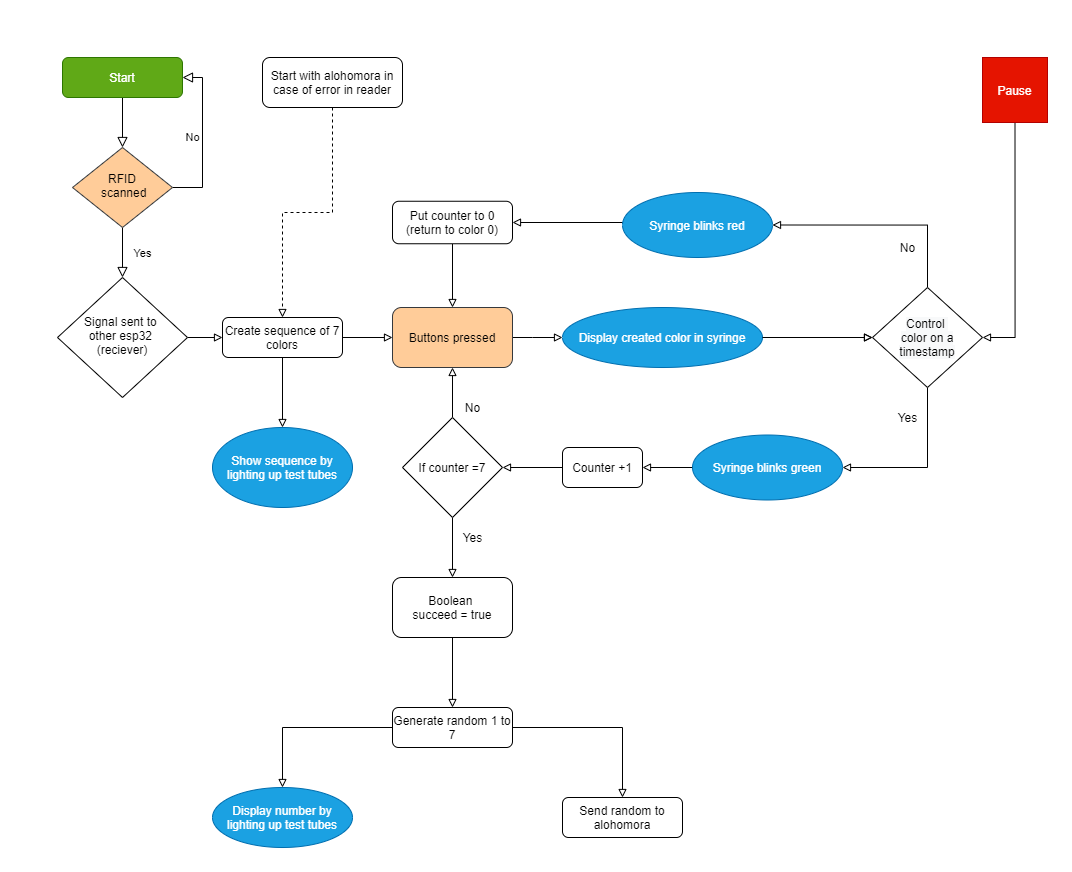 Start
Start with alohomora in
case of error in reader
Pause
No
RFID
scanned
Put counter to 0
(return to color 0)
Syringe blinks red
No
Yes
Signal sent to
other esp32
(reciever)
Create sequence of 7
colors
Buttons pressed
Display created color in syringe
Control
color on a
timestamp
No
Yes
Show sequence by
lighting up test tubes
If counter =7
Counter +1
Syringe blinks green
Yes
Boolean
succeed = true
Generate random 1 to
7
Display number by
lighting up test tubes
Send random to
alohomora